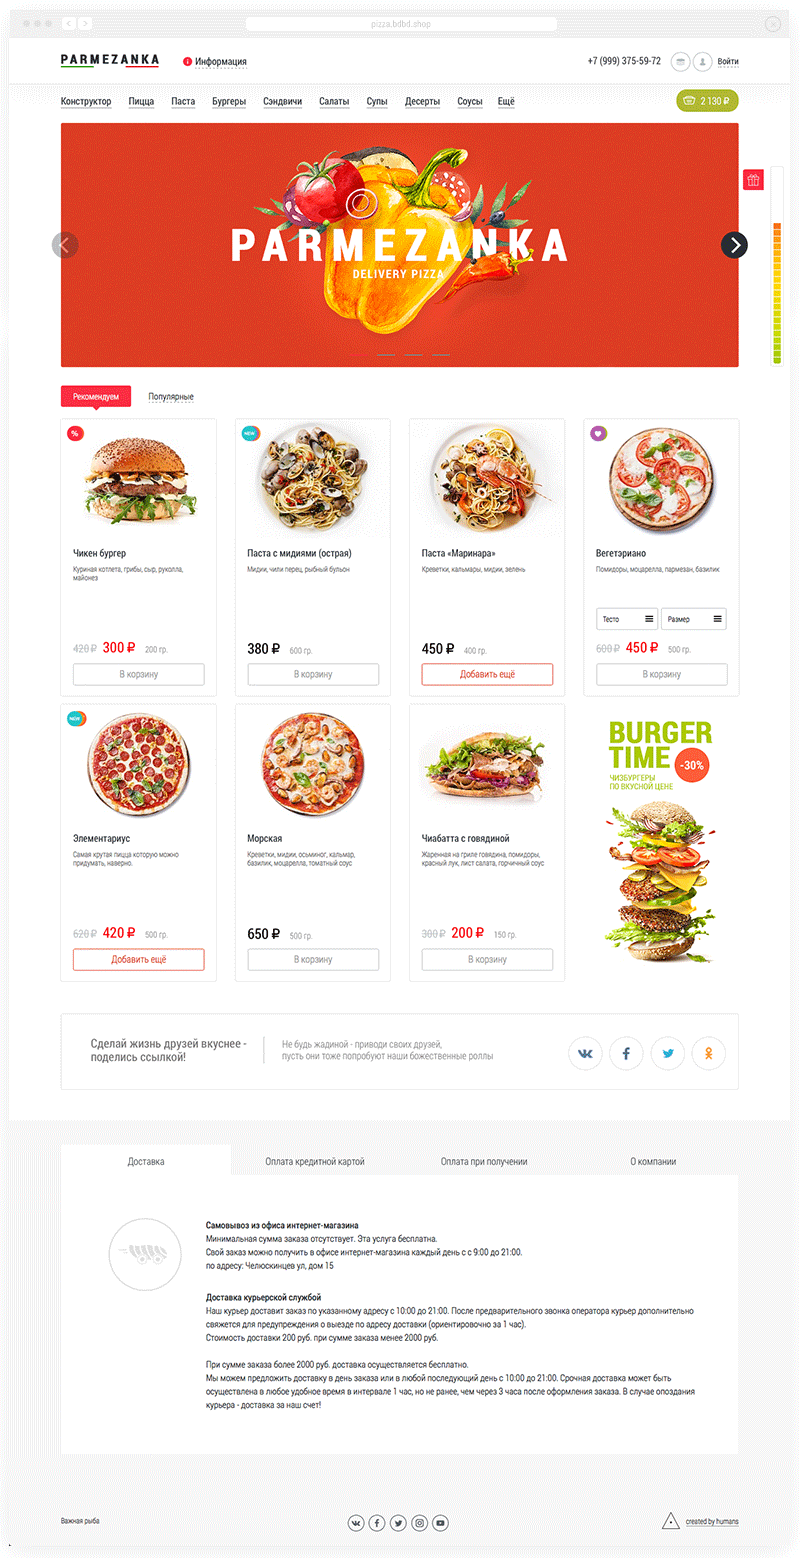 pizza.bdbd.shop
PARMEZANKA
Информация
+7 (999) 375-59-72
Войти
Конструктор Пицца Паста Бургеры Сэндвичи Салаты Супы Десерты Соусы Ещё
2 130 ₽
PARMEZANKA
DELIVERY PIZZA
Рекомендуем Популярные
%
NEW
Чикен бургер
Куриная котлета, грибы, сыр, руколла,
майонез
420 ₽ 300 ₽ 200 гр.
В корзину
Паста с мидиями (острая)
Мидии, чили перец, рыбный бульон
380 ₽ 600 гр.
В корзину
Паста «Маринара»
Креветки, кальмары, мидии, зелень
450 ₽ 400 гр.
Добавить ещё
Вегетэриано
Помидоры, моцарелла, пармезан, базилик
Тесто Размер
600 ₽ 450 ₽ 500 гр.
В корзину
NEW
Элементариус
Самая крутая пицца которую можно
придумать, наверно.
620 ₽ 420 ₽ 500 гр.
Добавить ещё
Морская
Креветки, мидии, осьминог, кальмар,
базилик, моцарелла, томатный соус
650 ₽ 500 гр.
В корзину
Чиабатта с говядиной
Жаренная на гриле говядина, помидоры,
красный лук, лист салата, горчичный соус
300 ₽ 200 ₽ 150 гр.
В корзину
BURGER
TIME
-30%
ЧИЗБУРГЕРЫ
ПО ВКУСНОЙ ЦЕНЕ
Сделай жизнь друзей вкуснее -
поделись ссылкой!
Не будь жадиной - приводи своих друзей,
пусть они тоже попробуют наши божественные роллы
Доставка Оплата кредитной картой Оплата при получении О компании
Самовывоз из офиса интернет-магазина
Минимальная сумма заказа отсутствует. Эта услуга бесплатна.
Свой заказ можно получить в офисе интернет-магазина каждый день с с 9:00 до 21:00.
по адресу: Челюскинцев ул, дом 15
Доставка курьерской службой
Наш курьер доставит заказ по указанному адресу с 10:00 до 21:00. После предварительного звонка оператора курьер дополнительно
свяжется для предупреждения о выезде по адресу доставки (ориентировочно за 1 час).
Стоимость доставки 200 руб. при сумме заказа менее 2000 руб.
При сумме заказа более 2000 руб. доставка осуществляется бесплатно.
Мы можем предложить доставку в день заказа или в любой последующий день с 10:00 до 21:00. Срочная доставка может быть
осуществлена в любое удобное время в интервале 1 час, но не ранее, чем через 3 часа после оформления заказа. В случае опоздания
курьера - доставка за наш счет!
Важная рыба
created by humans